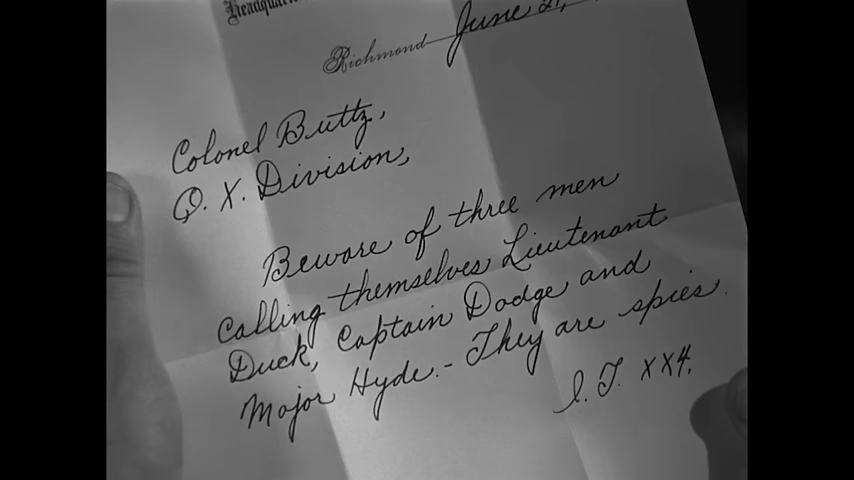 Richmond June 21,
Colonel Buttz,
Q. X. Division,
Beware of three men
calling themselves Lieutenant
Duck, Captain Dodge and
Major Hyde. - They are spies.
I. T. XX4.